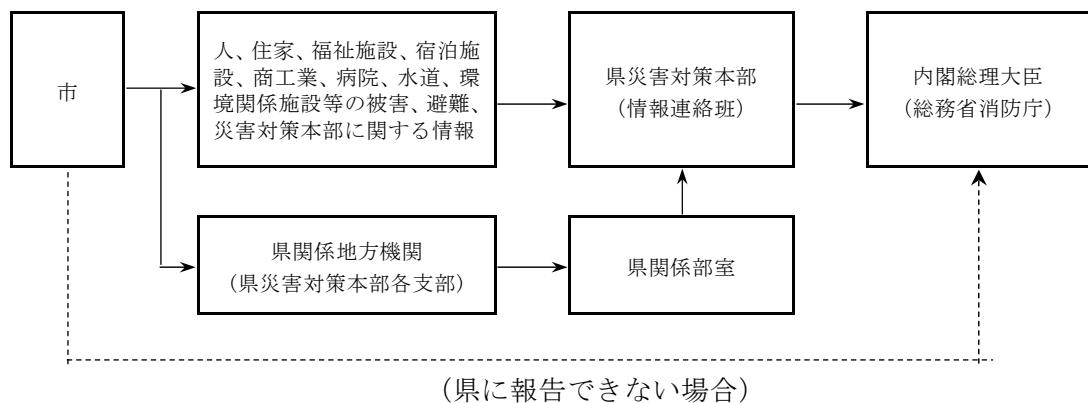 市
人、住家、福祉施設、宿泊施
設、商工業、病院、水道、環
境関係施設等の被害、避難、
災害対策本部に関する情報
県災害対策本部
（情報連絡班）
内閣総理大臣
（総務省消防庁）
県関係地方機関
（県災害対策本部各支部）
県関係部室
（県に報告できない場合）